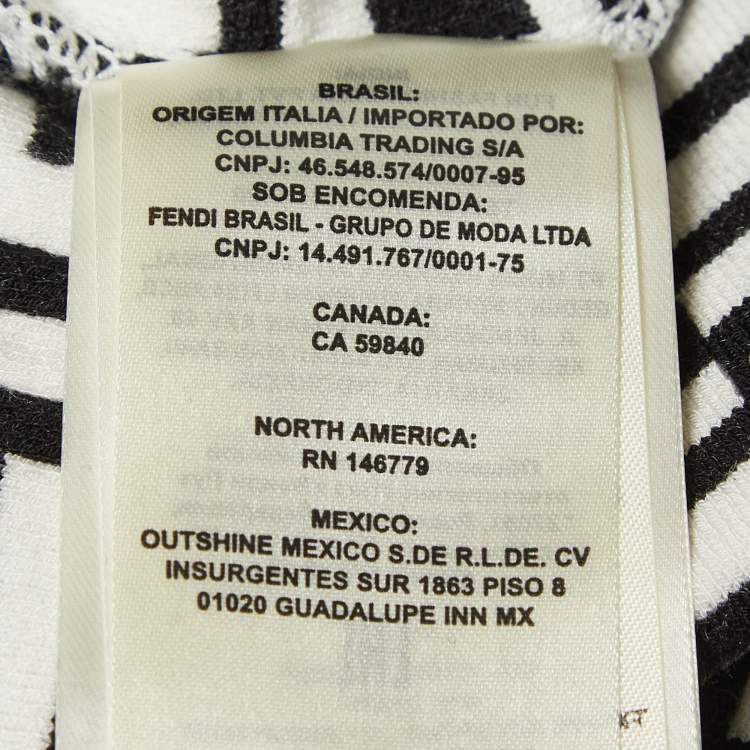 BRASIL:
ORIGEM ITALIA / IMPORTADO POR:
COLUMBIA TRADING S/A
CNPJ: 46.548.574/0007-95
SOB ENCOMENDA:
FENDI BRASIL - GRUPO DE MODA LTDA
CNPJ: 14.491.767/0001-75
CANADA:
CA 59840
NORTH AMERICA:
RN 146779
MEXICO:
OUTSHINE MEXICO S.DE R.L.DE. CV
INSURGENTES SUR 1863 PISO 8
01020 GUADALUPE INN MX